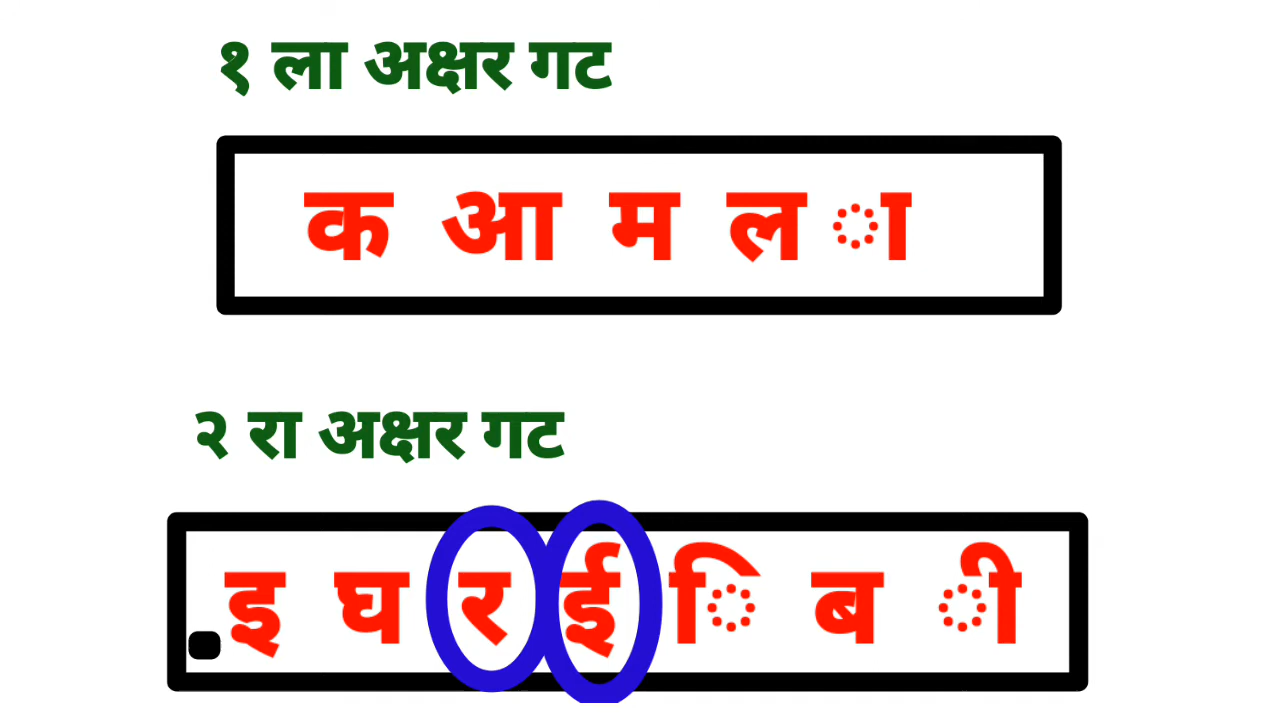 १ ला अक्षर गट
क आ म ल ा
२ रा अक्षर गट
इ घ र ई ि ब ी